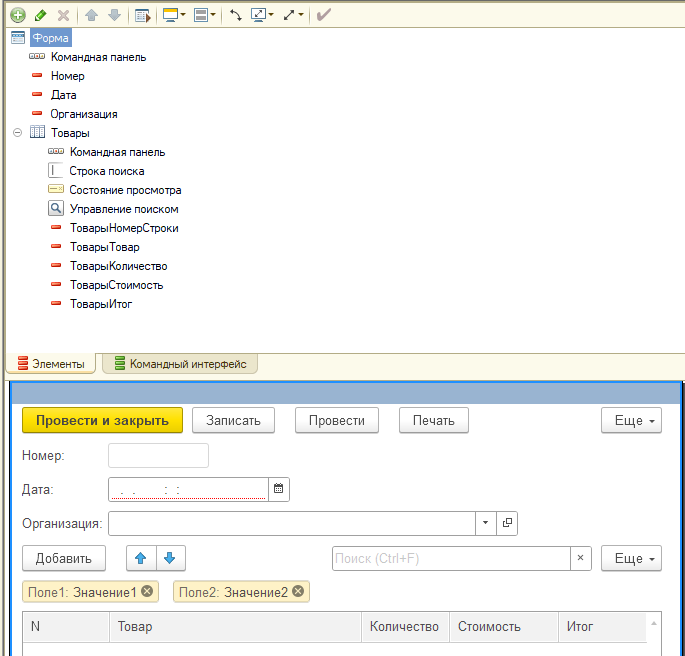 Форма
Командная панель
Номер
Дата
Организация
Товары
Командная панель
Строка поиска
Состояние просмотра
Управление поиском
ТоварыНомерСтроки
ТоварыТовар
ТоварыКоличество
ТоварыСтоимость
ТоварыИтог
Элементы Командный интерфейс
Провести и закрыть Записать Провести Печать Еще
Номер:
Дата: . . : :
Организация:
Добавить Поиск (Ctrl+F) × Еще
Поле1: Значение1 Поле2: Значение2
N Товар Количество Стоимость Итог